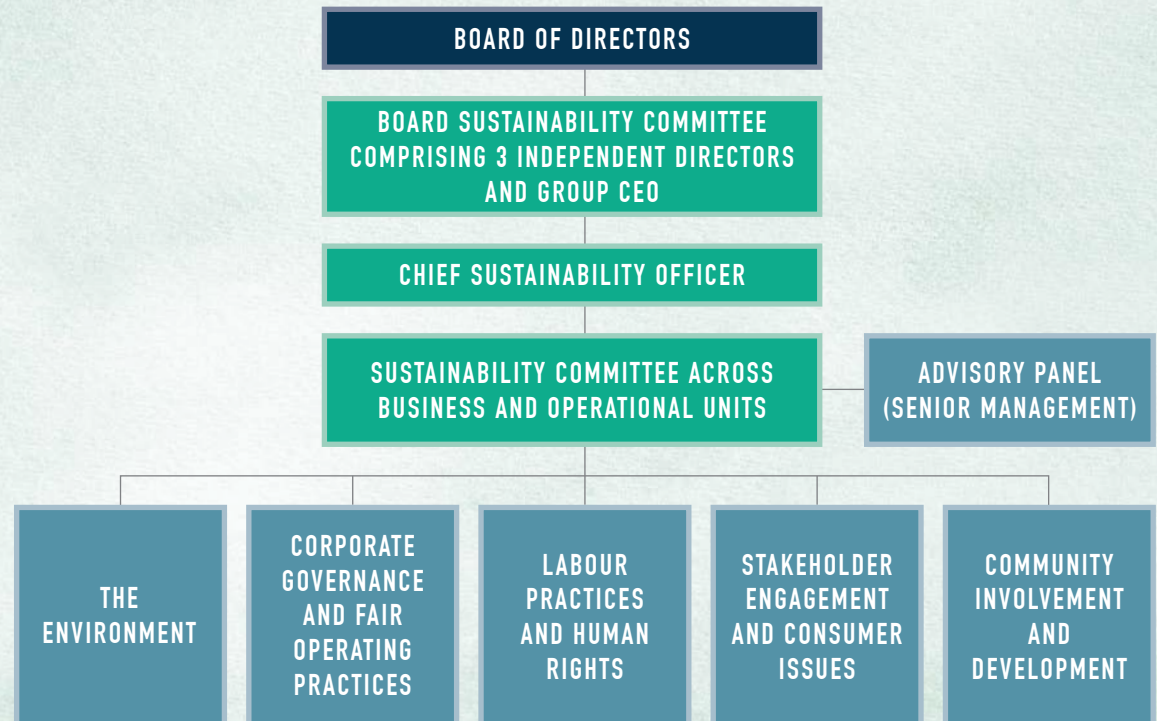 BOARD OF DIRECTORS
BOARD SUSTAINABILITY COMMITTEE
COMPRISING 3 INDEPENDENT DIRECTORS
AND GROUP CEO
CHIEF SUSTAINABILITY OFFICER
SUSTAINABILITY COMMITTEE ACROSS
BUSINESS AND OPERATIONAL UNITS
ADVISORY PANEL
(SENIOR MANAGEMENT)
THE
ENVIRONMENT
CORPORATE
GOVERNANCE
AND FAIR
OPERATING
PRACTICES
LABOUR
PRACTICES
AND HUMAN
RIGHTS
STAKEHOLDER
ENGAGEMENT
AND CONSUMER
ISSUES
COMMUNITY
INVOLVEMENT
AND
DEVELOPMENT